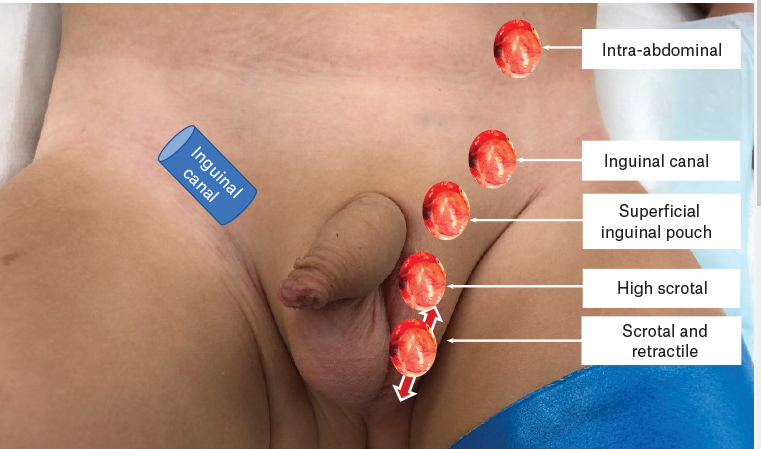 Intra-abdominal
Inguinal
canal
Inguinal canal
Superficial
inguinal pouch
High scrotal
Scrotal and
retractile